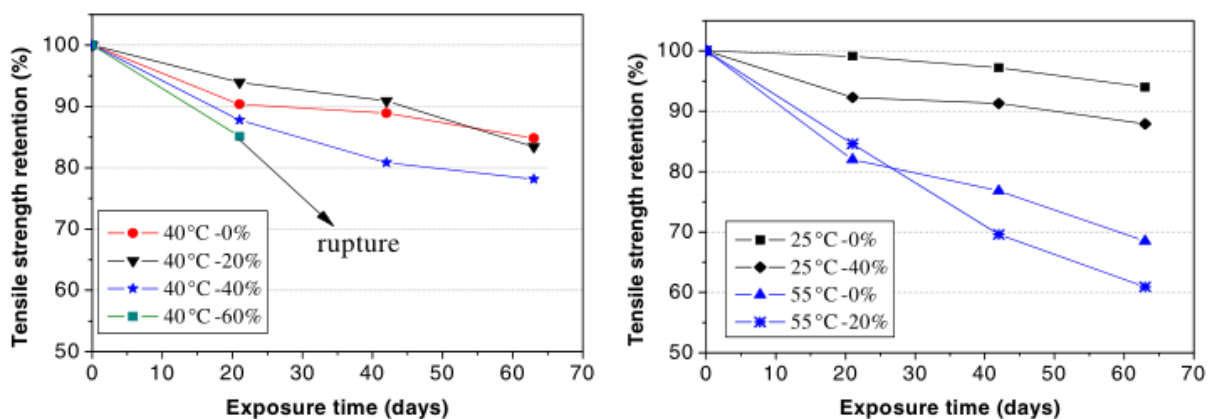 Tensile strength retention (%)
100
90
80
70
60
50
0
10
20
30
40
50
60
70
Exposure time (days)
40°C-0%
40°C-20%
40°C-40%
40°C-60%
rupture
Tensile strength retention (%)
100
90
80
70
60
50
0
10
20
30
40
50
60
70
Exposure time (days)
25°C-0%
25°C-40%
55°C-0%
55°C-20%